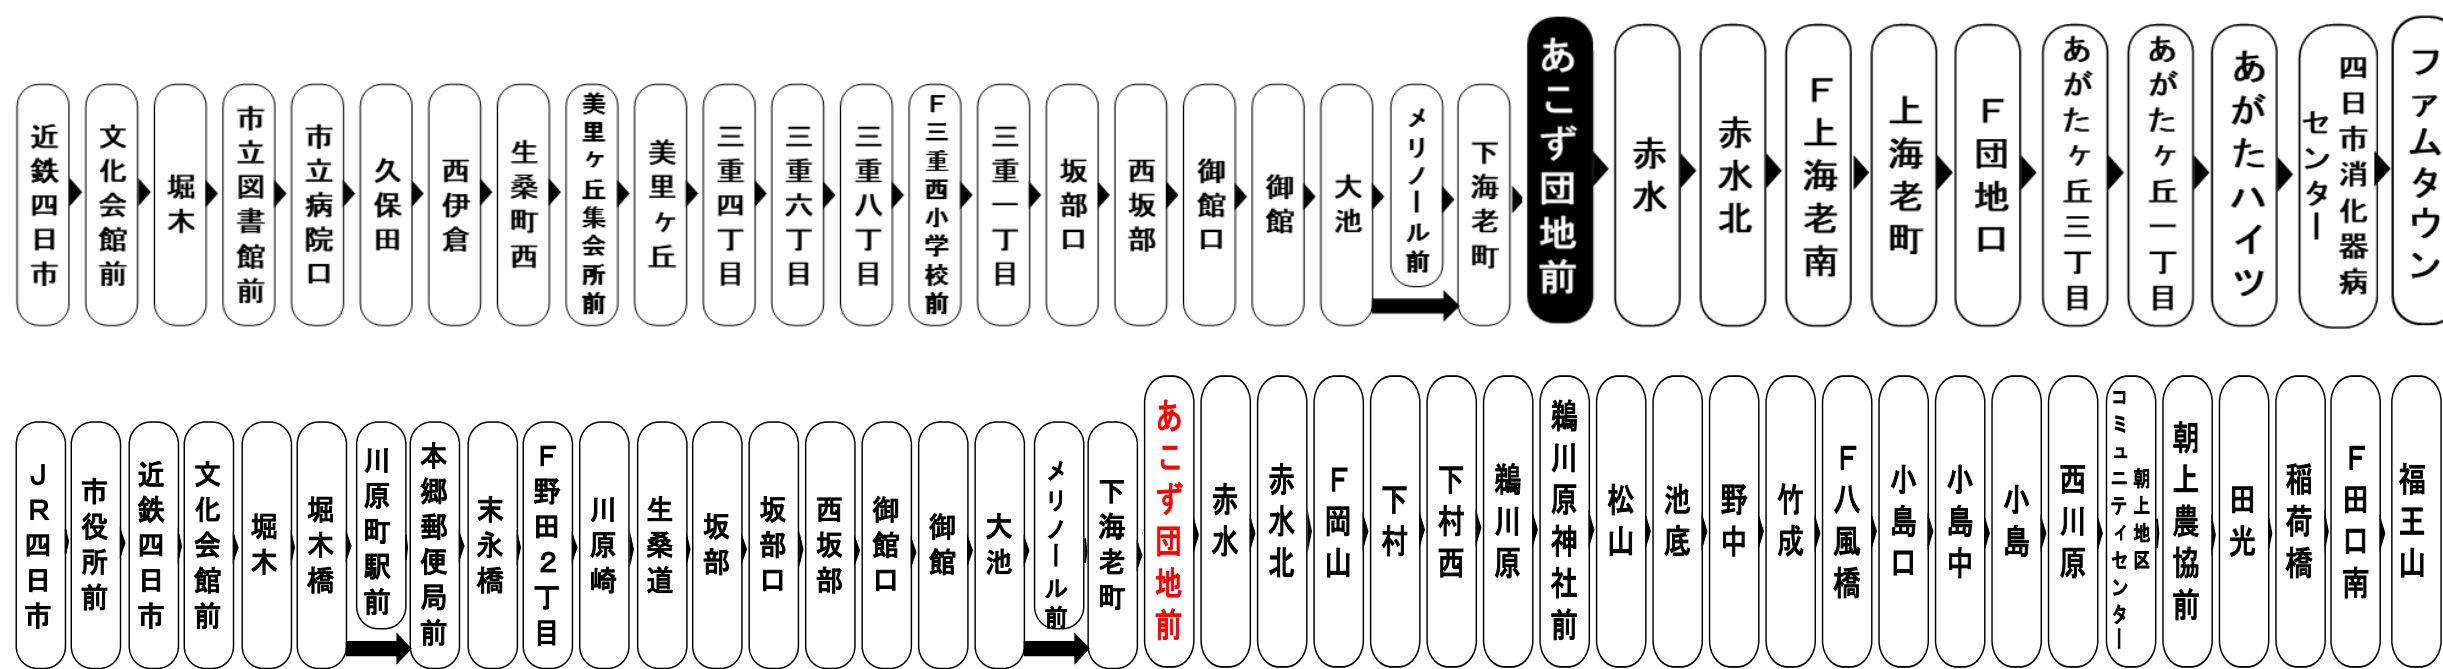 近鉄四日市
文化会館前
堀木
市立図書館前
市立病院口
久保田
西伊倉
生桑町西
美里ヶ丘集会所前
美里ヶ丘
三重四丁目
三重六丁目
三重八丁目
F三重西小学校前
三重一丁目
坂部口
西坂部
御館口
御館
大池
メリノール前
下海老町
あこず団地前
赤水
赤水北
F上海老南
上海老町
F団地口
あがたヶ丘三丁目
あがたヶ丘一丁目
あがたハイツ
四日市消化器病
センター
ファムタウン
JR四日市
市役所前
近鉄四日市
文化会館前
堀木
堀木橋
川原町駅前
本郷郵便局前
末永橋
F野田2丁目
川原崎
生桑道
坂部
坂部口
西坂部
御館口
御館
大池
メリノール前
下海老町
あこず団地前
赤水
赤水北
F岡山
下村
下村西
鵜川原
鵜川原神社前
松山
池底
野中
竹成
F八風橋
小島口
小島中
小島
西川原
朝上地区
コミュニティセンター
朝上農協前
田光
稲荷橋
F田口南
福王山